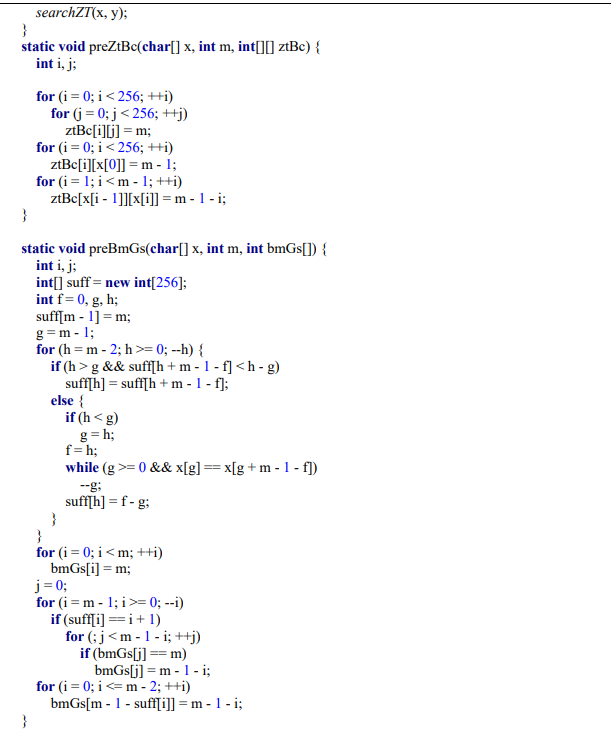 searchZT(x, y);
}
static void preZtBc(char[] x, int m, int[][] ztBc) {
int i, j;
for (i = 0; i < 256; ++i)
for (j = 0; j < 256; ++j)
ztBc[i][j] = m;
for (i = 0; i < 256; ++i)
ztBc[i][x[0]] = m - 1;
for (i = 1; i < m - 1; ++i)
ztBc[x[i - 1]][x[i]] = m - 1 - i;
}
static void preBmGs(char[] x, int m, int bmGs[]) {
int i, j;
int[] suff = new int[256];
int f = 0, g, h;
suff[m - 1] = m;
g = m - 1;
for (h = m - 2; h >= 0; --h) {
if (h > g && suff[h + m - 1 - f] < h - g)
suff[h] = suff[h + m - 1 - f];
else {
if (h < g)
g = h;
f = h;
while (g >= 0 && x[g] == x[g + m - 1 - f])
--g;
suff[h] = f - g;
}
}
for (i = 0; i < m; ++i)
bmGs[i] = m;
j = 0;
for (i = m - 1; i >= 0; --i)
if (suff[i] == i + 1)
for (; j < m - 1 - i; ++j)
if (bmGs[j] == m)
bmGs[j] = m - 1 - i;
for (i = 0; i <= m - 2; ++i)
bmGs[m - 1 - suff[i]] = m - 1 - i;
}